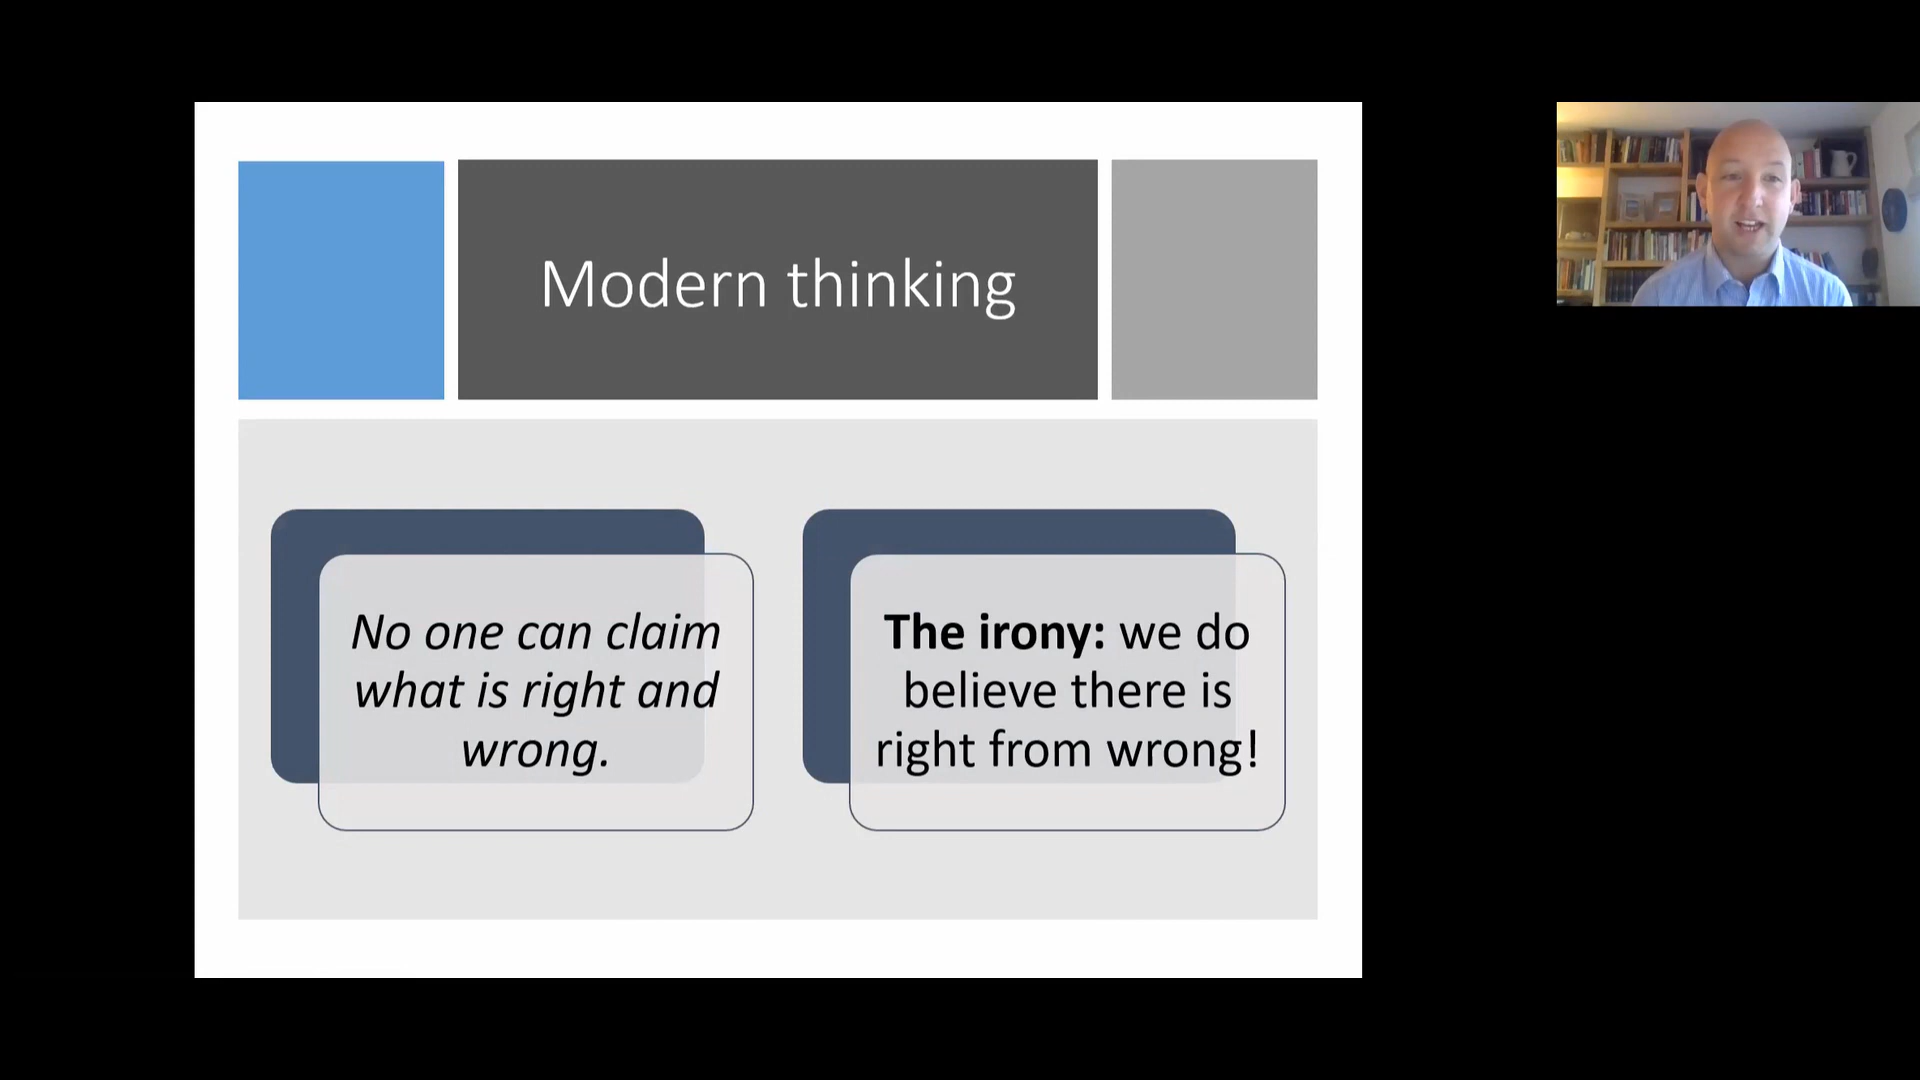 Modern thinking
No one can claim
what is right and
wrong.
The irony: we do
believe there is
right from wrong!